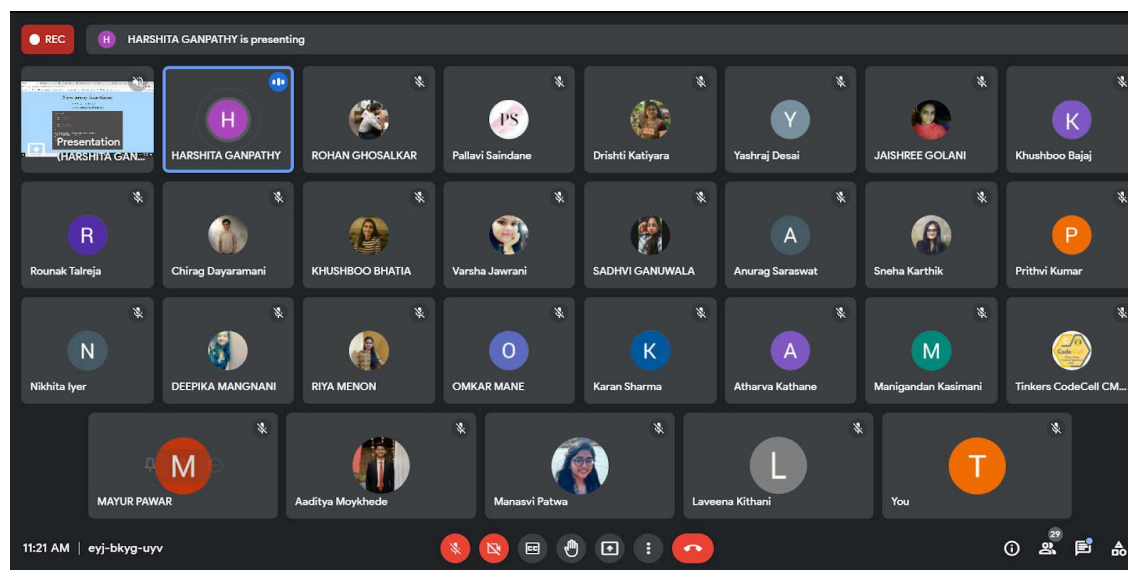 REC
H
HARSHITA GANPATHY is presenting
Presentation
(HARSHITA GAN...
H
HARSHITA GANPATHY
ROHAN GHOSALKAR
PS
Pallavi Saindane
Drishti Katiyara
Y
Yashraj Desai
JAISHREE GOLANI
K
Khushboo Bajaj
R
Rounak Talreja
Chirag Dayaramani
KHUSHBOO BHATIA
Varsha Jawrani
SADHVI GANUWALA
A
Anurag Saraswat
Sneha Karthik
P
Prithvi Kumar
N
Nikhita Iyer
DEEPIKA MANGNANI
RIYA MENON
O
OMKAR MANE
K
Karan Sharma
A
Atharva Kathane
M
Manigandan Kasimani
Tinkers CodeCell CM...
M
MAYUR PAWAR
Aaditya Moykhede
Manasvi Patwa
L
Laveena Kithani
T
You
11:21 AM | eyj-bkyg-uyv
CC
29